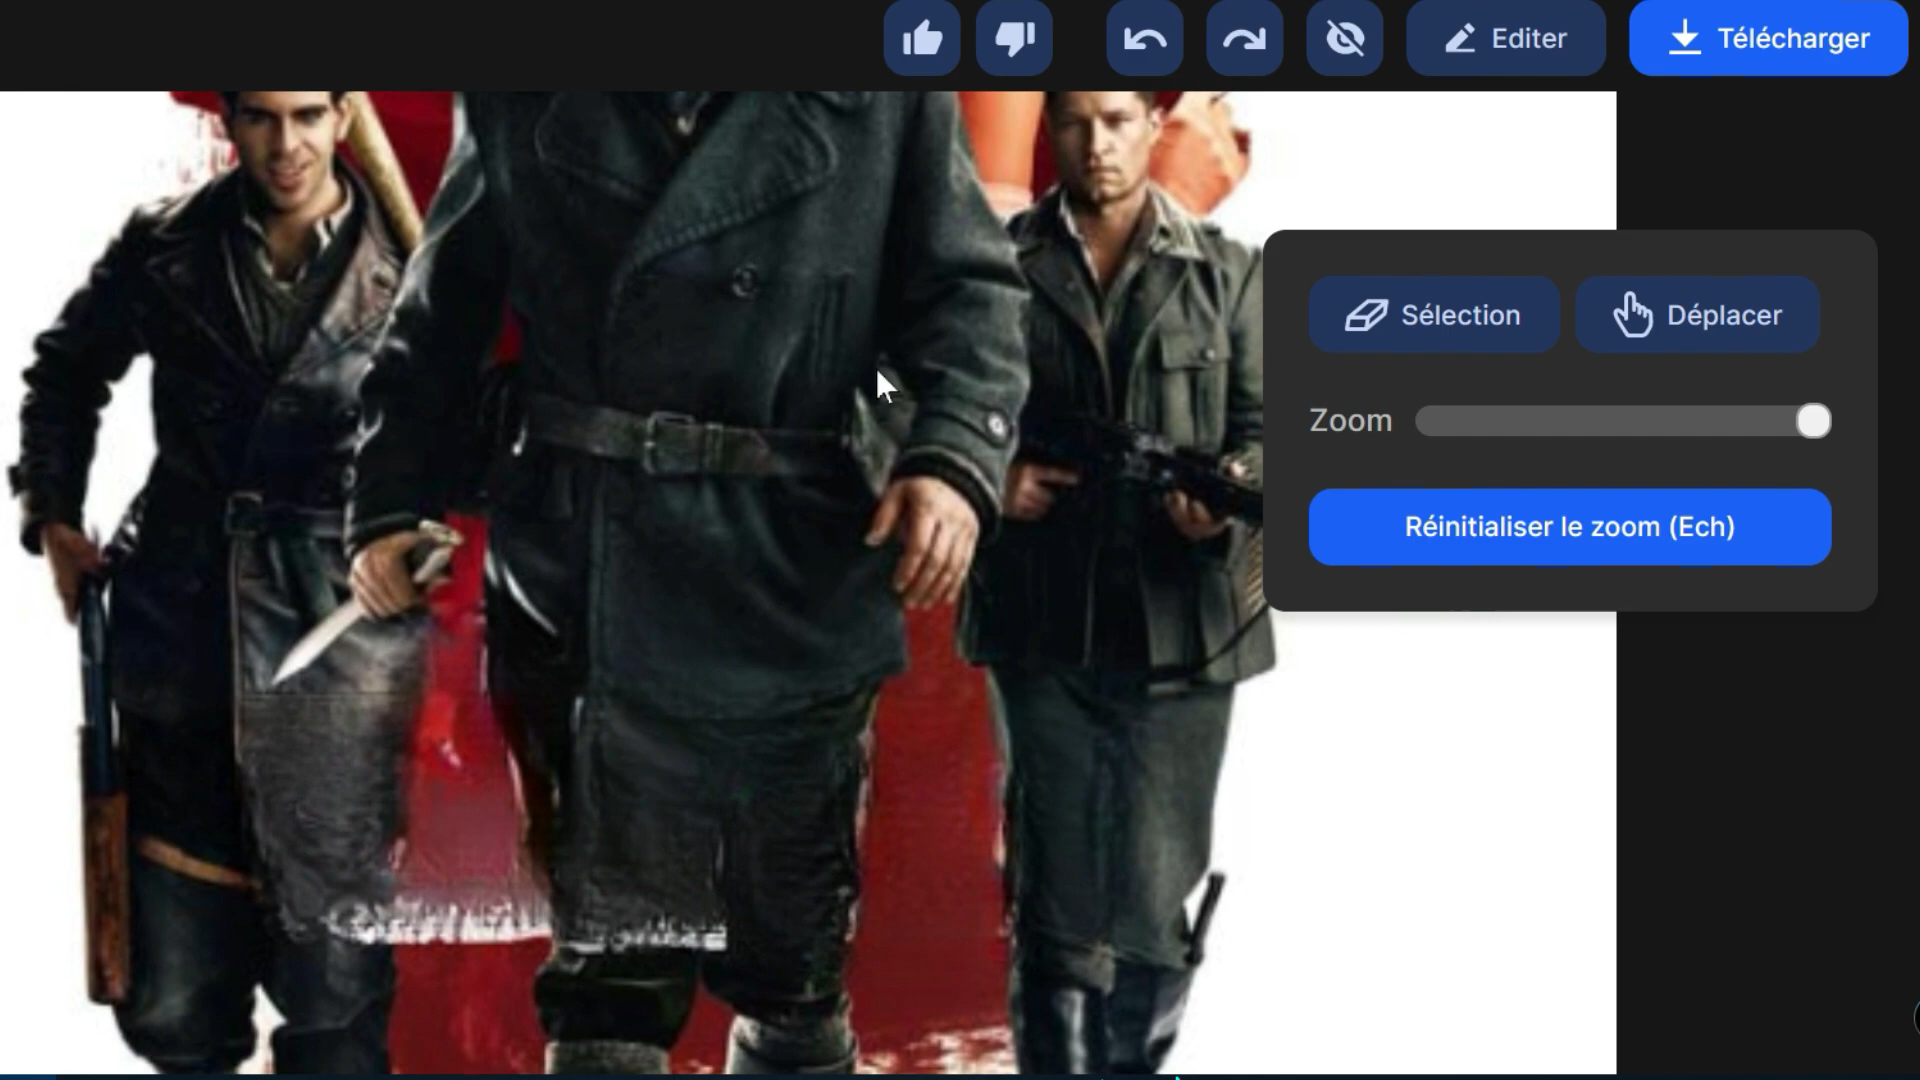 Editer
Télécharger
Sélection
Déplacer
Zoom
Réinitialiser le zoom (Ech)